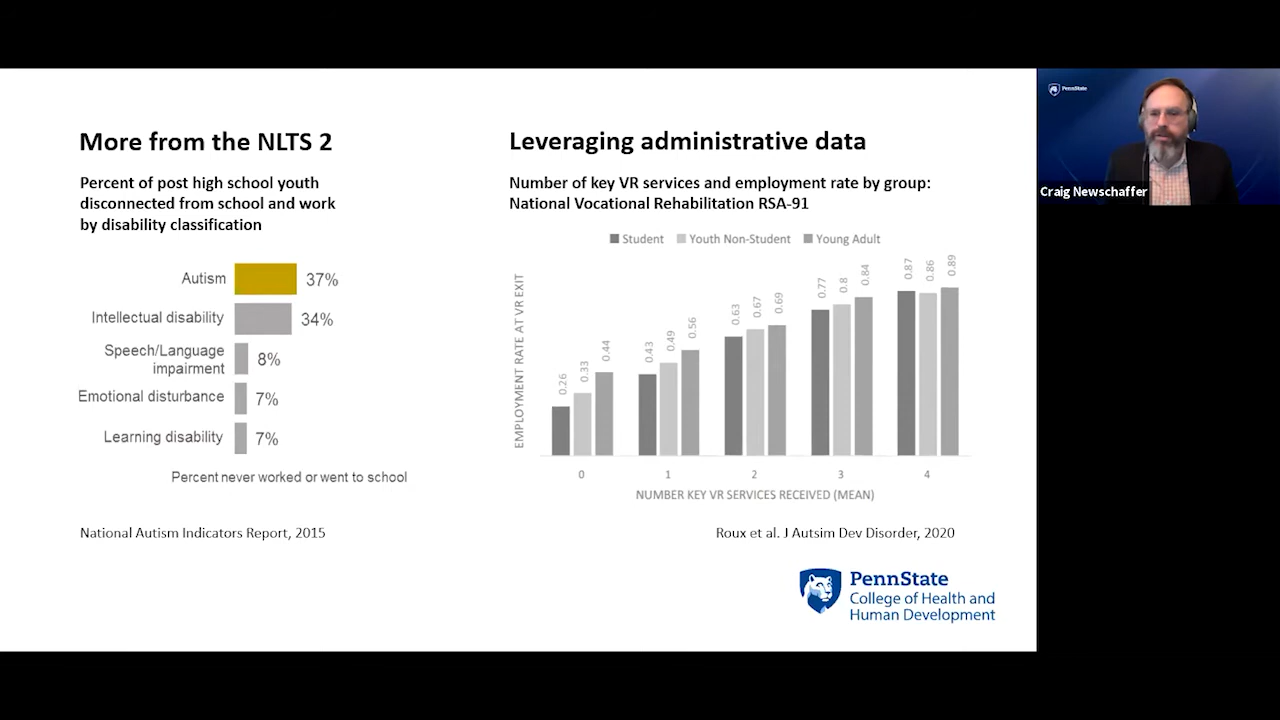 More from the NLTS 2
Percent of post high school youth
disconnected from school and work
by disability classification
Autism 37%
Intellectual disability 34%
Speech/Language
impairment 8%
Emotional disturbance 7%
Learning disability 7%
Percent never worked or went to school
National Autism Indicators Report, 2015
Leveraging administrative data
Number of key VR services and employment rate by group:
National Vocational Rehabilitation RSA-91
Student Youth Non-Student Young Adult
EMPLOYMENT RATE AT VR EXIT
0.26 0.33 0.44 0.43 0.49 0.56 0.63 0.67 0.69 0.77 0.8 0.84 0.87 0.86 0.89
0 1 2 3 4
NUMBER KEY VR SERVICES RECEIVED (MEAN)
Roux et al. J Autsim Dev Disorder, 2020
PennState
College of Health and
Human Development
PennState
Craig Newschaffer